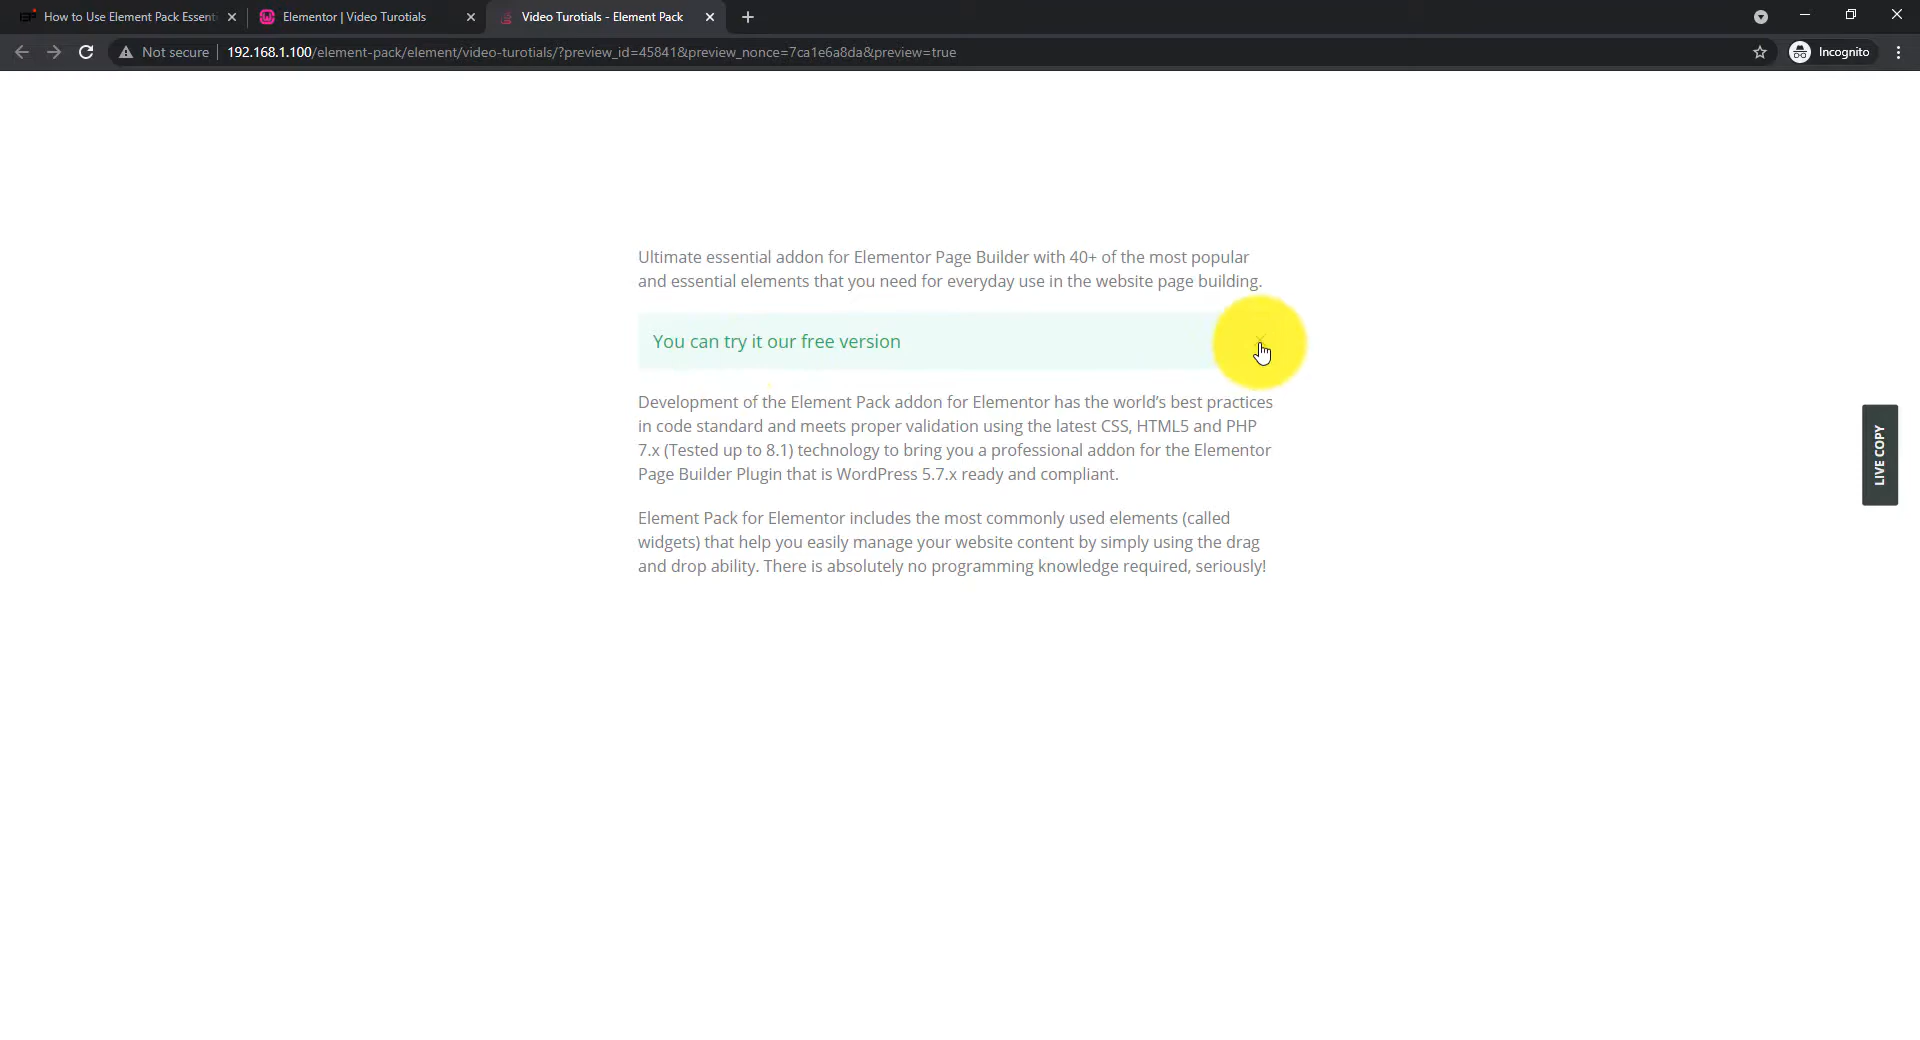 How to Use Element Pack Essent
Elementor | Video Turotials
Video Turotials - Element Pack
Not secure
192.168.1.100/element-pack/element/video-turotials/?preview_id=45841&preview_nonce=7ca1e6a8da&preview=true
Incognito
Ultimate essential addon for Elementor Page Builder with 40+ of the most popular
and essential elements that you need for everyday use in the website page building.
You can try it our free version
Development of the Element Pack addon for Elementor has the world’s best practices
in code standard and meets proper validation using the latest CSS, HTML5 and PHP
7.x (Tested up to 8.1) technology to bring you a professional addon for the Elementor
Page Builder Plugin that is WordPress 5.7.x ready and compliant.
LIVE COPY
Element Pack for Elementor includes the most commonly used elements (called
widgets) that help you easily manage your website content by simply using the drag
and drop ability. There is absolutely no programming knowledge required, seriously!